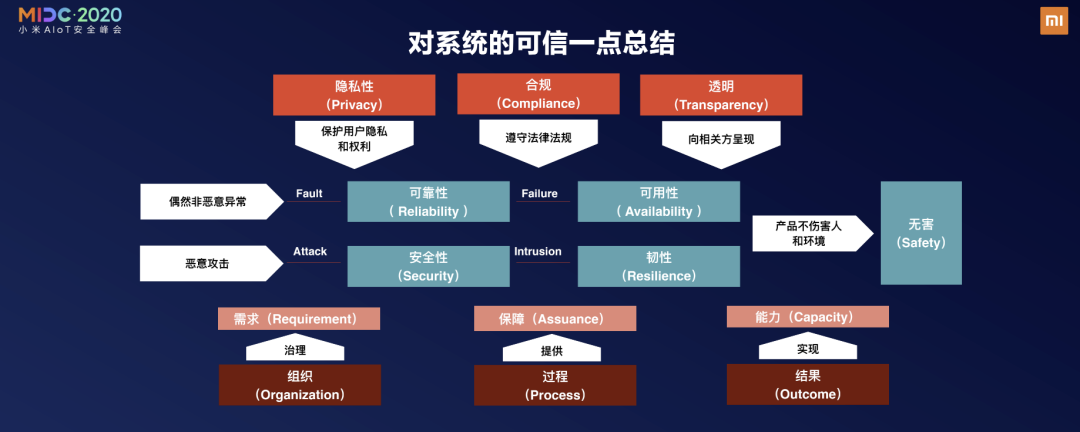 MIDC·2020
小米AIoT安全峰会
mi
对系统的可信一点总结
隐私性
（Privacy）
合规
（Compliance）
透明
（Transparency）
保护用户隐私
和权利
遵守法律法规
向相关方呈现
偶然非恶意异常
Fault
可靠性
（ Reliability ）
Failure
可用性
（ Availability ）
产品不伤害人
和环境
无害
（Safety）
恶意攻击
Attack
安全性
（Security）
Intrusion
韧性
（Resilience）
需求（Requirement）
保障（Assuance）
能力（Capacity）
治理
提供
实现
组织
（Organization）
过程
（Process）
结果
（Outcome）